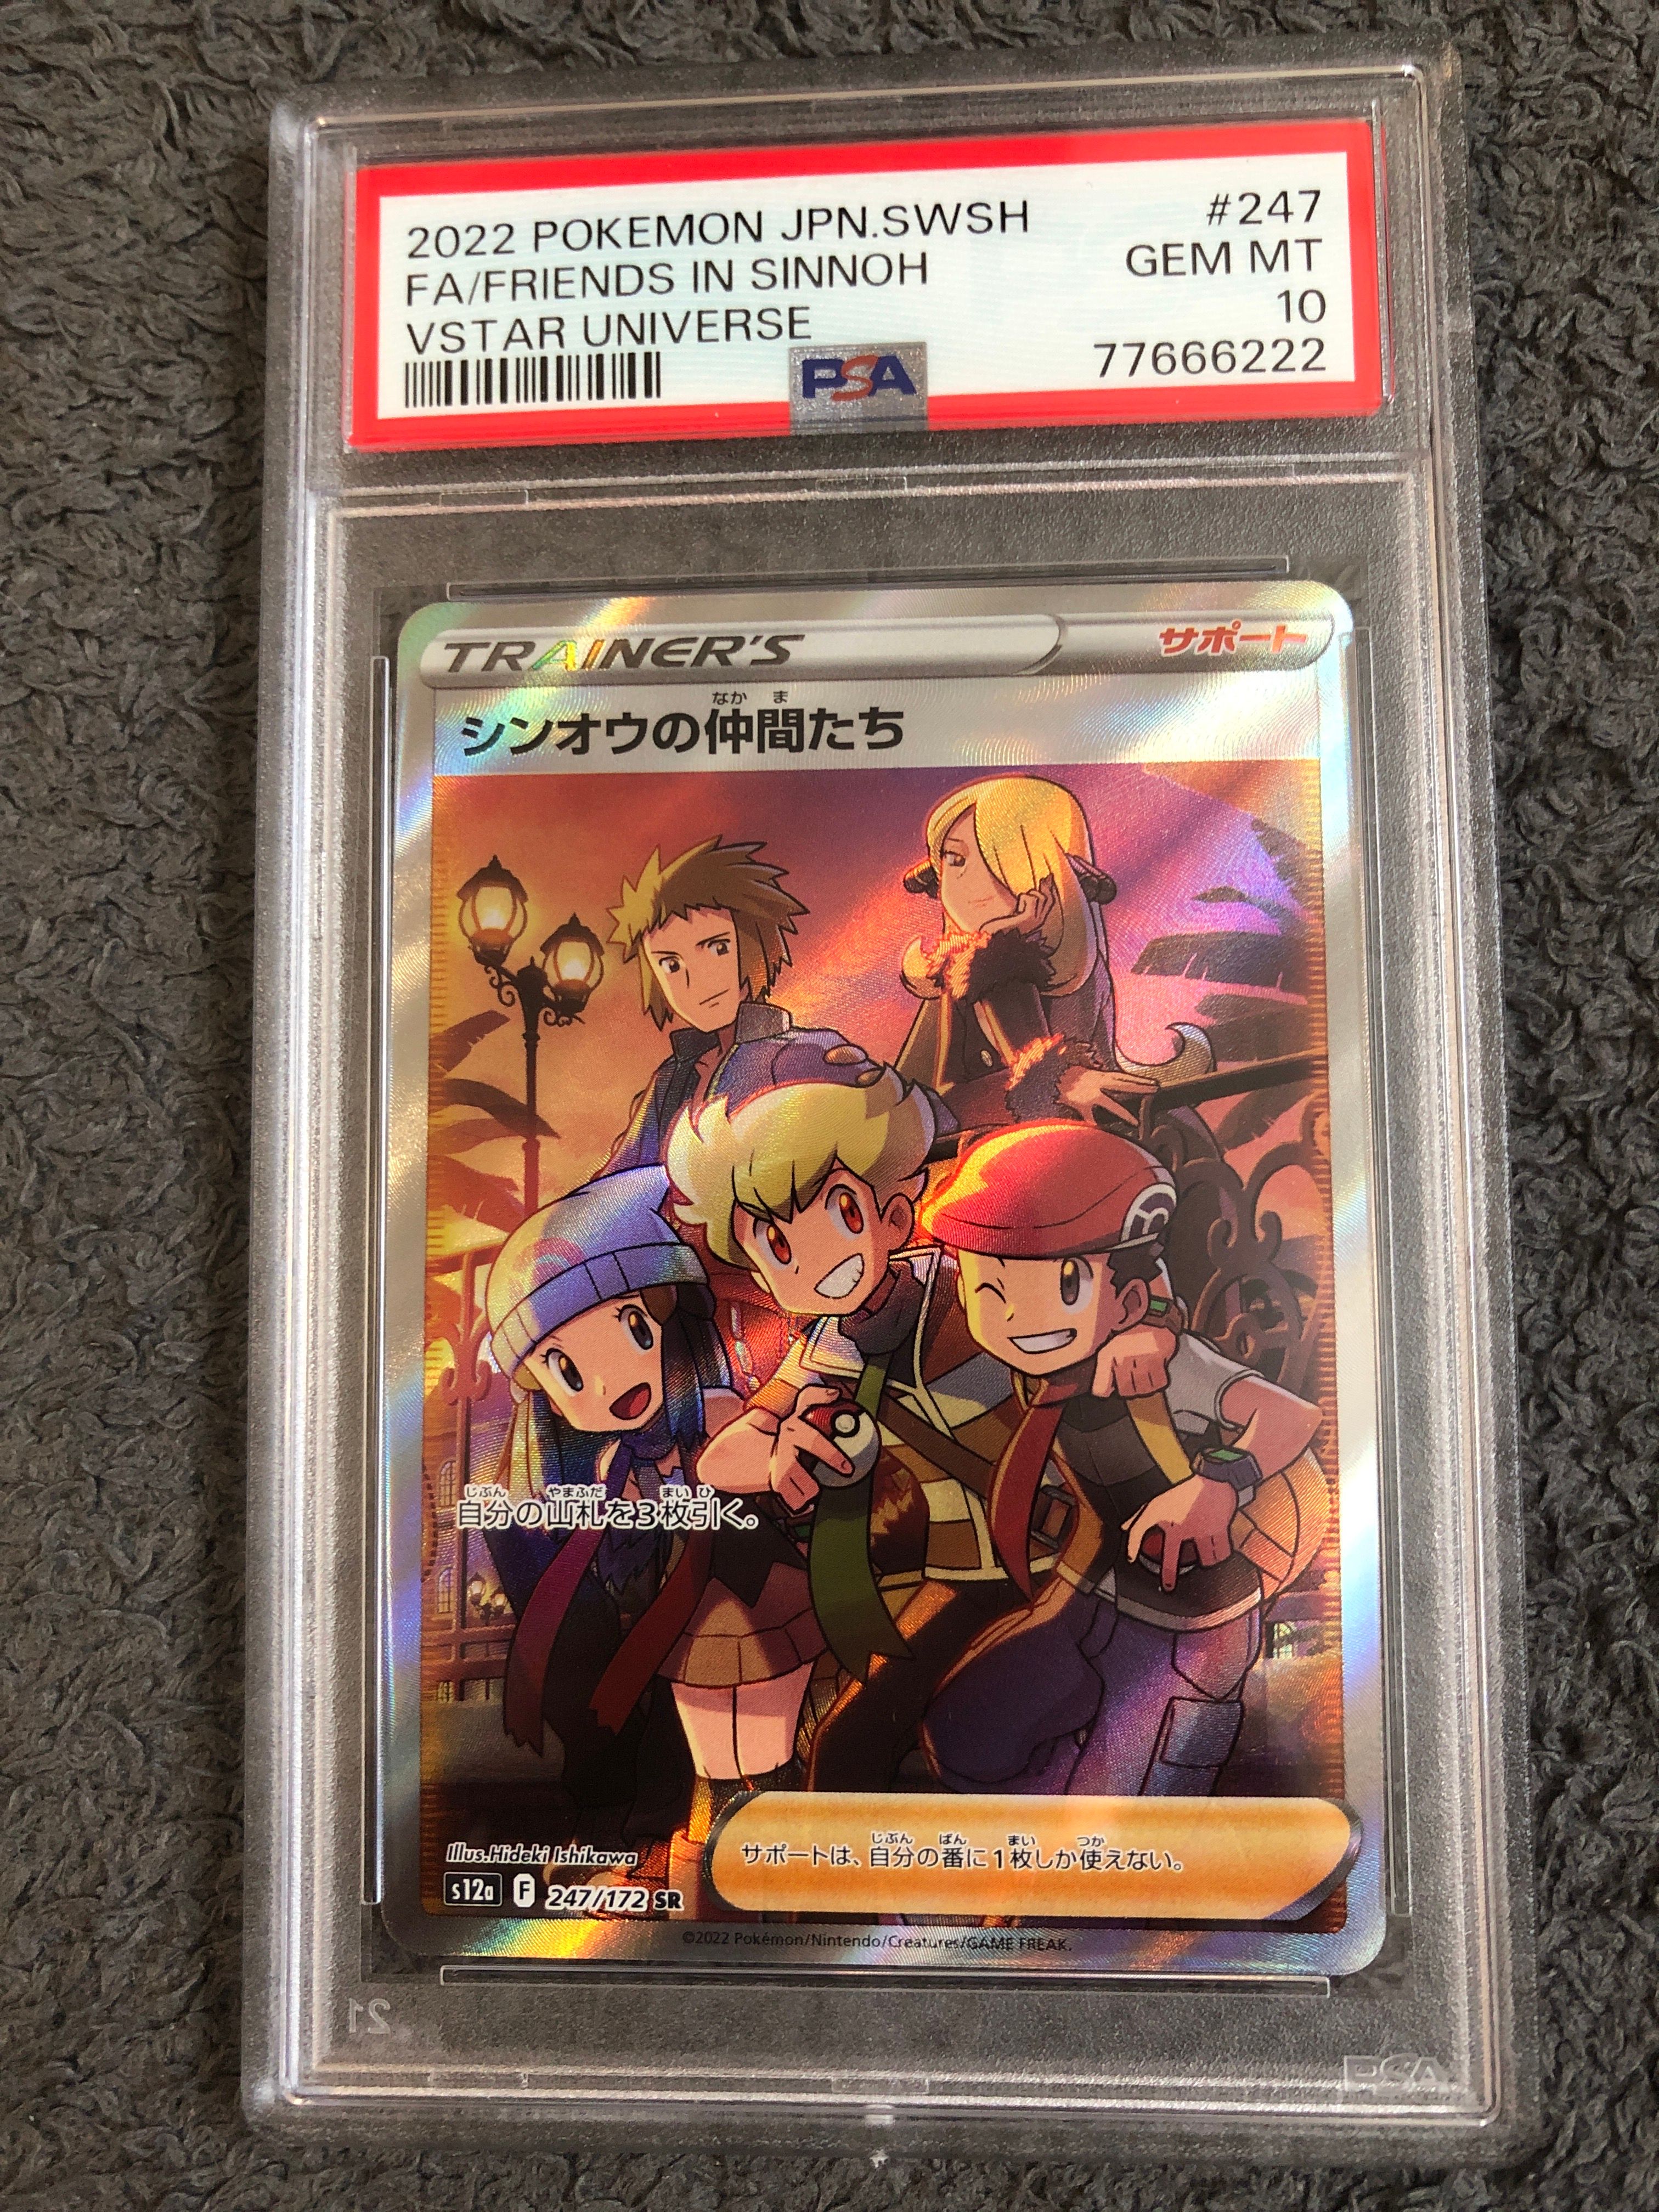 2022 POKEMON JPN.SWSH #247
FA/FRIENDS IN SINNOH GEM MT
VSTAR UNIVERSE 10
PSA 77666222
TRAINER'S サポート
なか ま
シンオウの仲間たち
じぶん やまふだ まい ひ
自分の山札を3枚引く。
Illus.Hideki Ishikawa
じぶん ばん まい つか
サポートは、自分の番に1枚しか使えない。
s12a F 247/172 SR
©2022 Pokémon/Nintendo/Creatures/GAME FREAK.
21
PSA